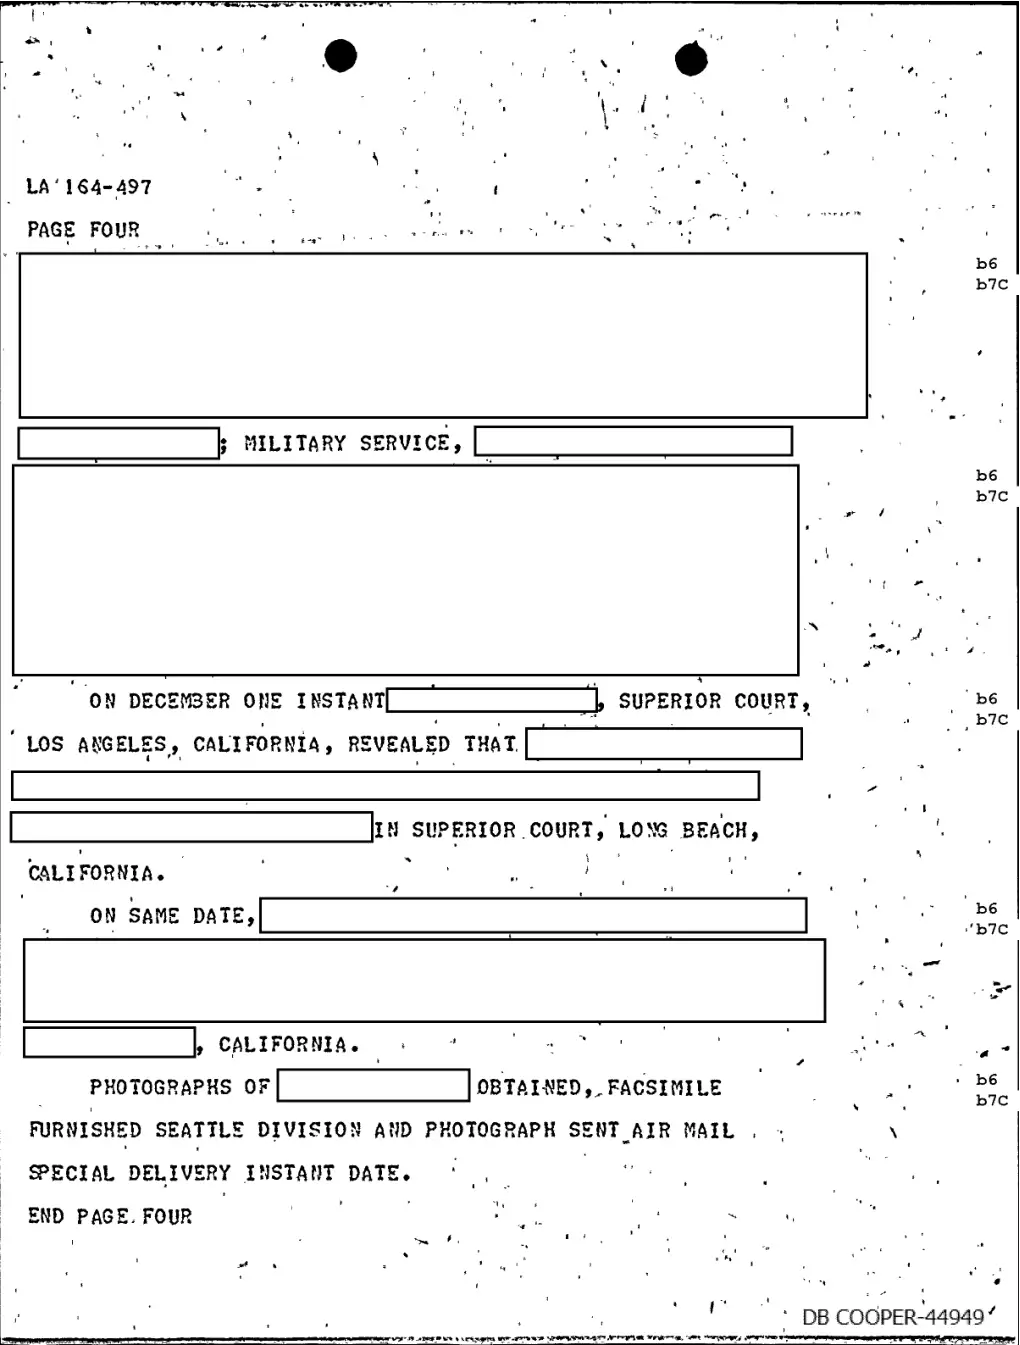 LA 164-497
PAGE FOUR
b6
b7C
; MILITARY SERVICE,
b6
b7C
ON DECEMBER ONE INSTANT , SUPERIOR COURT,
b6
b7C
LOS ANGELES, CALIFORNIA, REVEALED THAT
IN SUPERIOR COURT, LONG BEACH,
CALIFORNIA.
ON SAME DATE,
b6
b7C
, CALIFORNIA.
PHOTOGRAPHS OF OBTAINED, FACSIMILE
b6
b7C
FURNISHED SEATTLE DIVISION AND PHOTOGRAPH SENT AIR MAIL
SPECIAL DELIVERY INSTANT DATE.
END PAGE FOUR
DB COOPER-44949